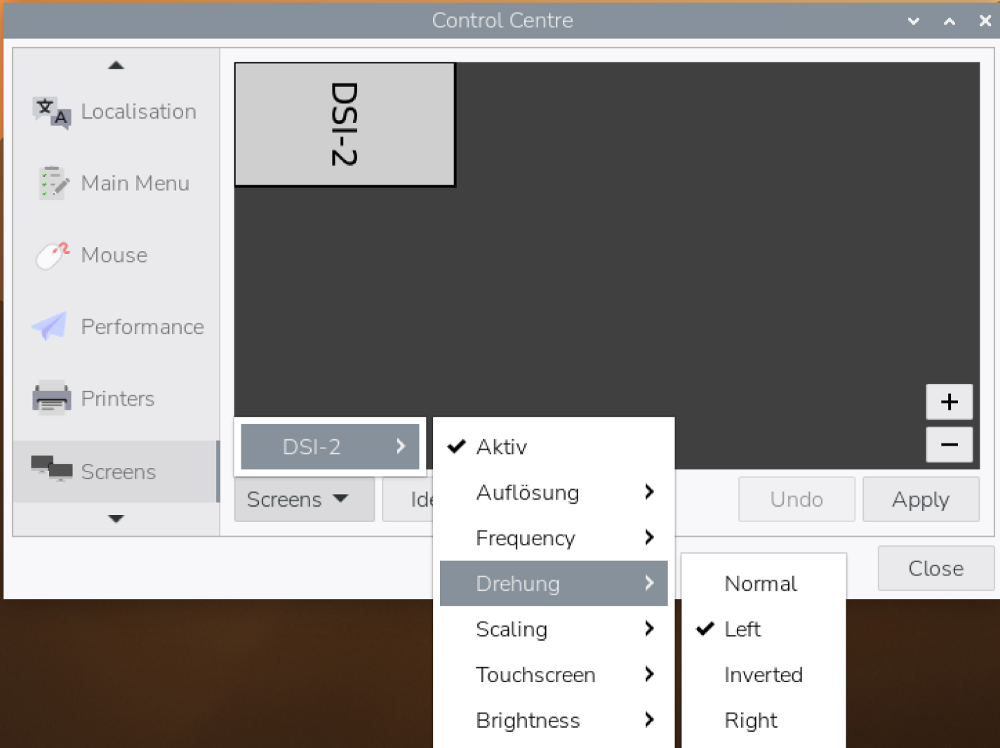 Control Centre
Localisation
Main Menu
Mouse
Performance
Printers
Screens
DSI-2
DSI-2
Screens
Undo
Apply
Close
Aktiv
Auflösung
Frequency
Drehung
Scaling
Touchscreen
Brightness
Normal
Left
Inverted
Right